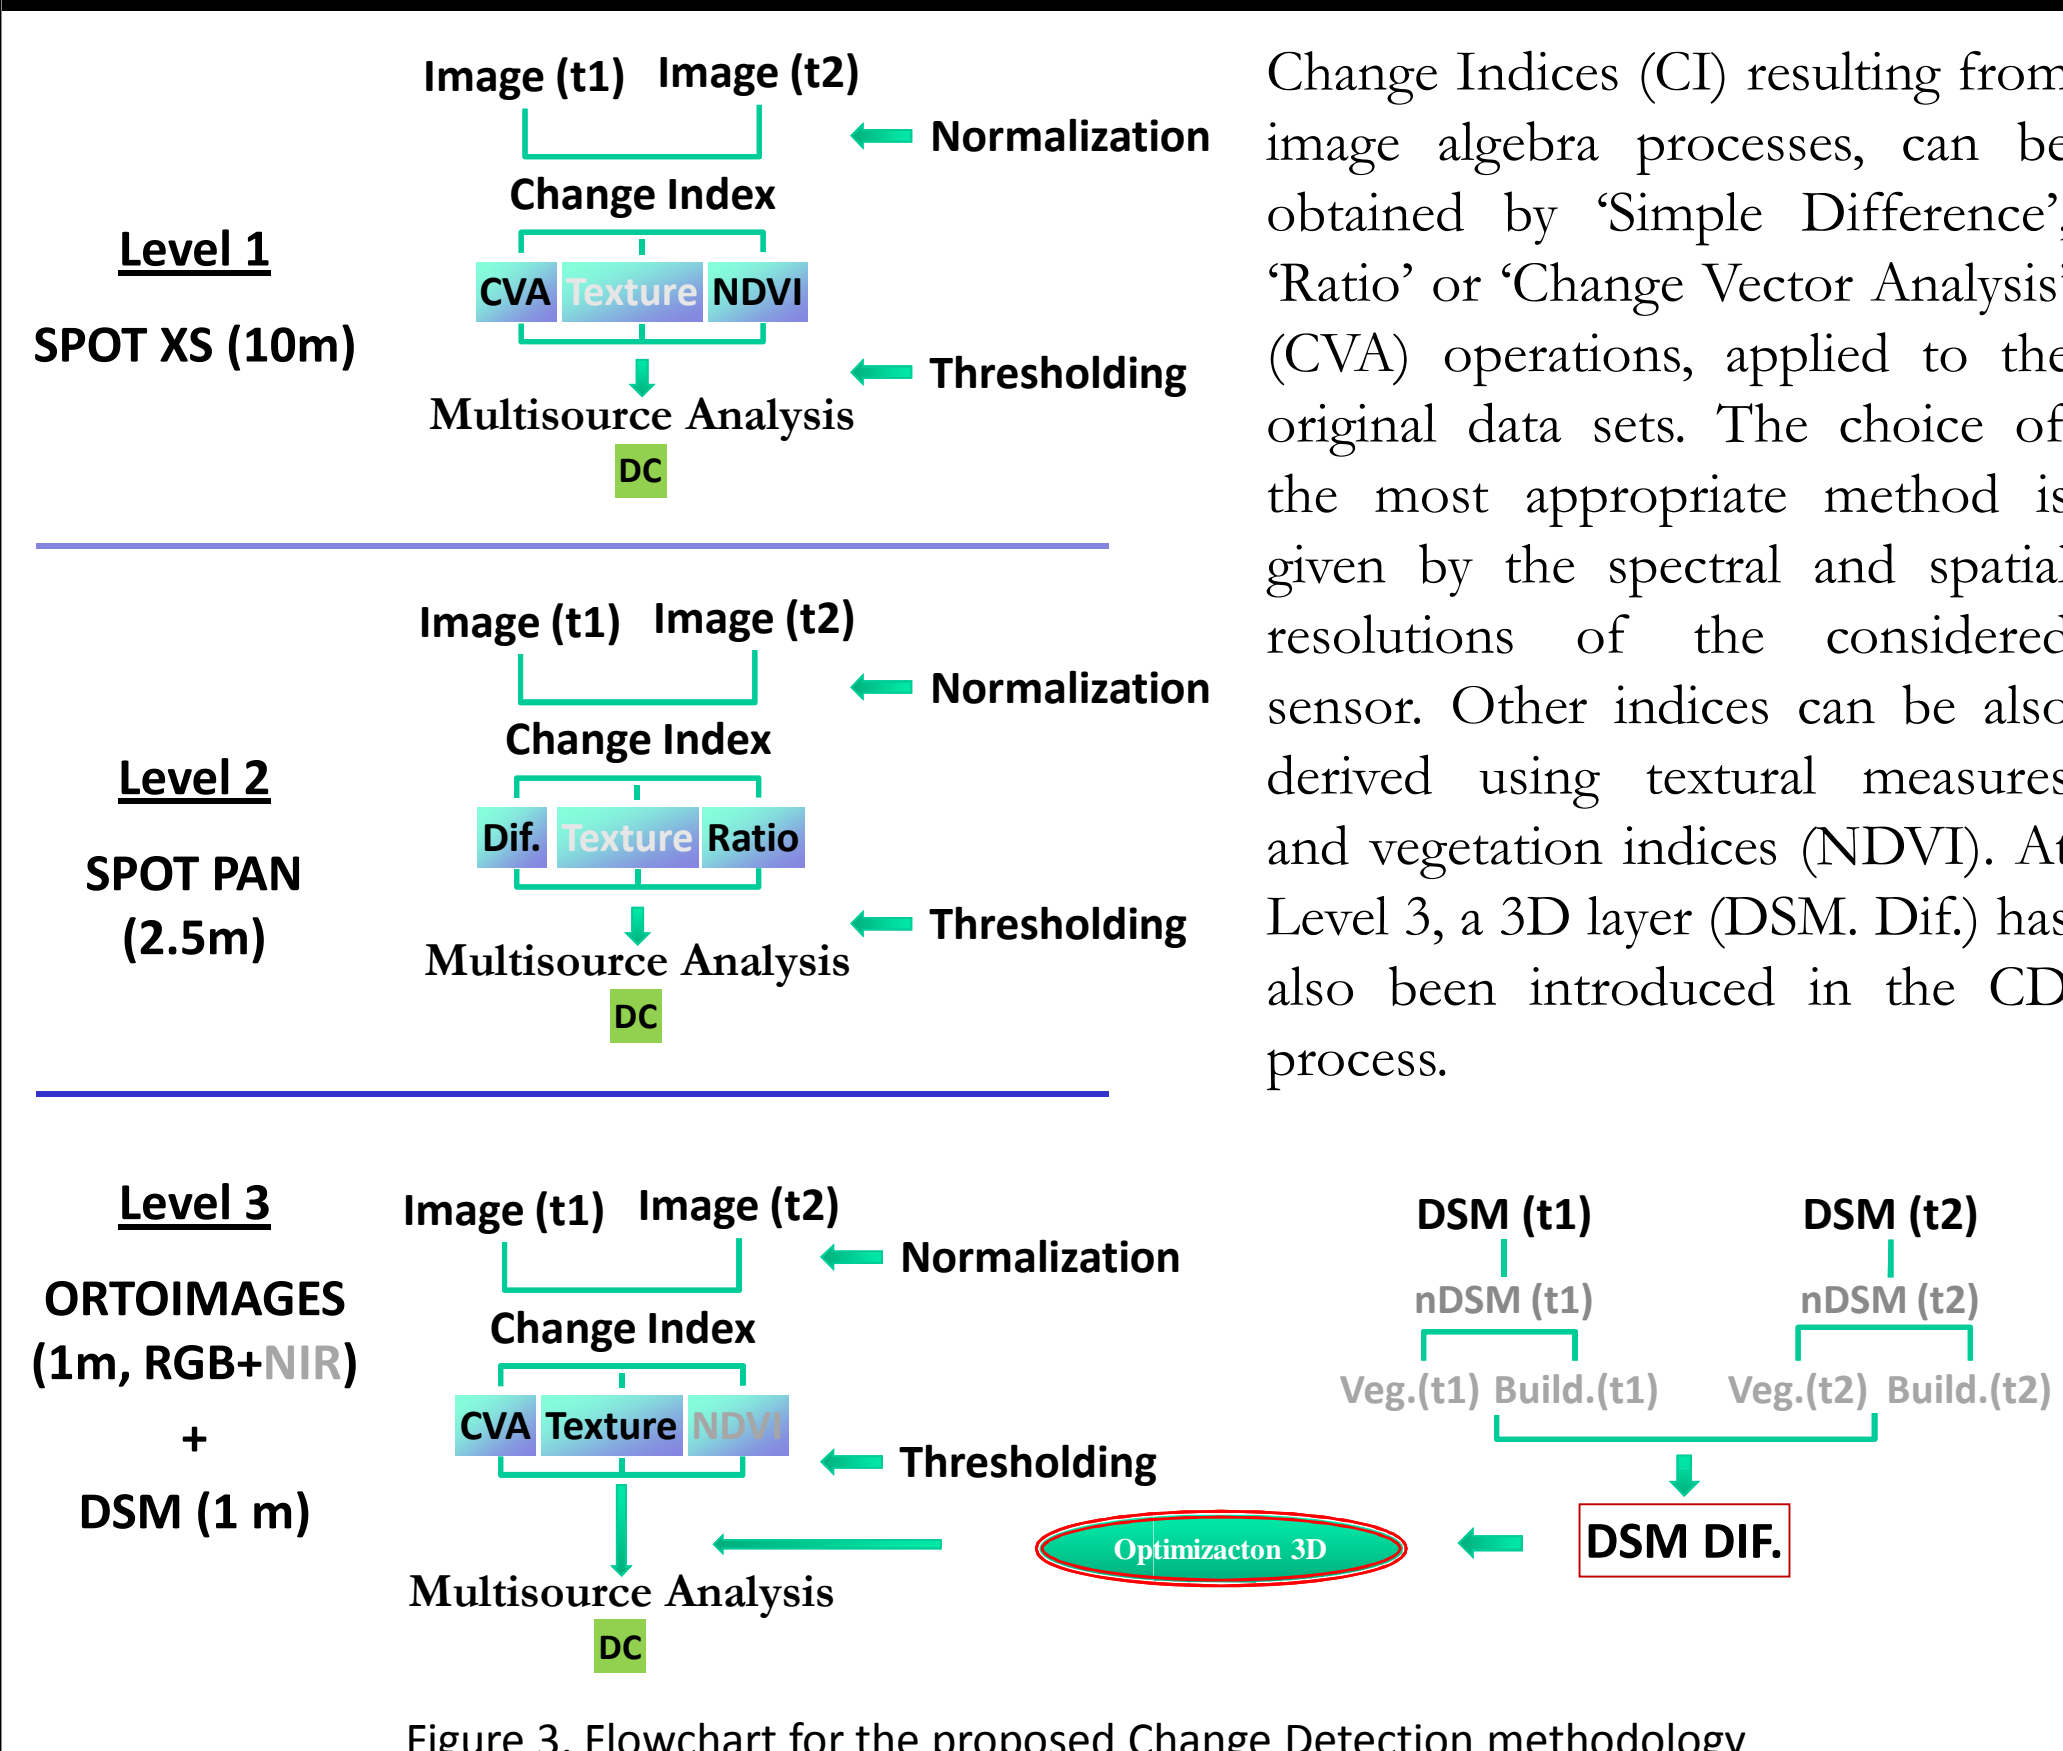 Image (t1) Image (t2)
Normalization
Change Index
Level 1
CVA Texture NDVI
SPOT XS (10m)
Thresholding
Multisource Analysis
DC
Change Indices (CI) resulting from
image algebra processes, can be
obtained by ‘Simple Difference’,
‘Ratio’ or ‘Change Vector Analysis’
(CVA) operations, applied to the
original data sets. The choice of
the most appropriate method is
given by the spectral and spatial
resolutions of the considered
sensor. Other indices can be also
derived using textural measures
and vegetation indices (NDVI). At
Level 3, a 3D layer (DSM. Dif.) has
also been introduced in the CD
process.
Image (t1) Image (t2)
Normalization
Change Index
Level 2
Dif. Texture Ratio
SPOT PAN
(2.5m)
Thresholding
Multisource Analysis
DC
Level 3
Image (t1) Image (t2)
Normalization
ORTOIMAGES
(1m, RGB+NIR)
+
DSM (1 m)
Change Index
CVA Texture NDVI
Thresholding
Multisource Analysis
DC
DSM (t1) DSM (t2)
nDSM (t1) nDSM (t2)
Veg.(t1) Build.(t1) Veg.(t2) Build.(t2)
DSM DIF.
Optimizacton 3D
Figure 3. Flowchart for the proposed Change Detection methodology